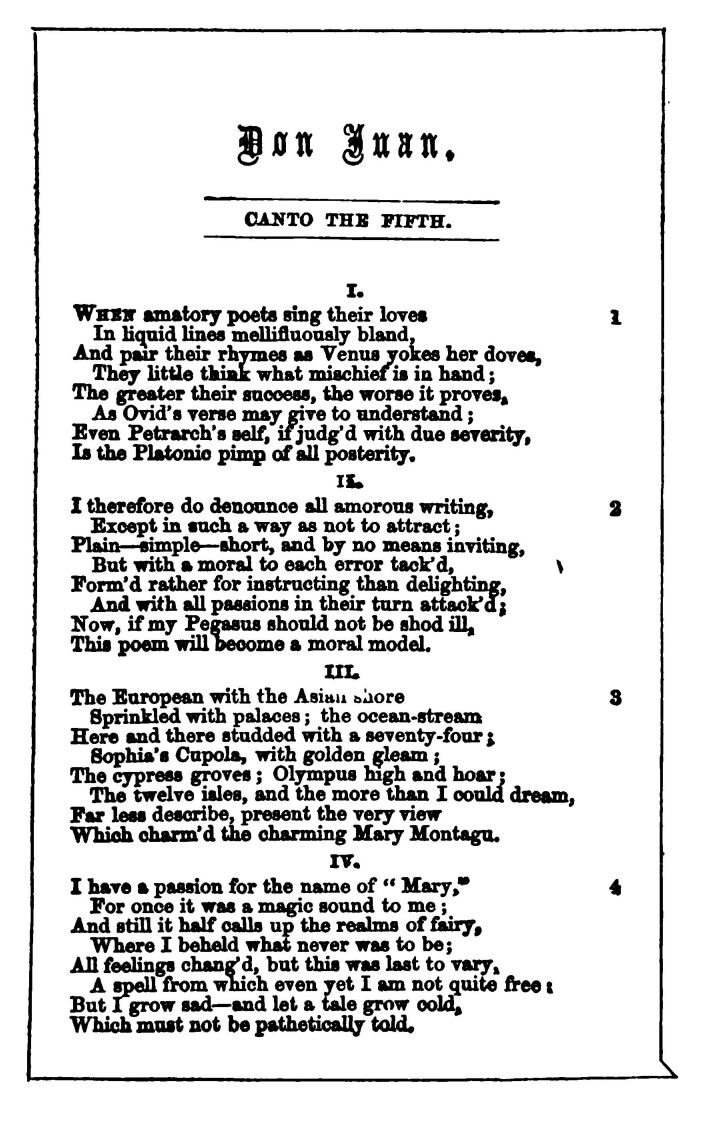 Don Juan.
CANTO THE FIFTH.
I.
WHEN amatory poets sing their loves 1
In liquid lines mellifluously bland,
And pair their rhymes as Venus yokes her doves,
They little think what mischief is in hand;
The greater their success, the worse it proves,
As Ovid's verse may give to understand;
Even Petrarch's self, if judg'd with due severity,
Is the Platonic pimp of all posterity.
II.
I therefore do denounce all amorous writing, 2
Except in such a way as not to attract;
Plain—simple—short, and by no means inviting,
But with a moral to each error tack'd,
Form'd rather for instructing than delighting,
And with all passions in their turn attack'd;
Now, if my Pegasus should not be shod ill,
This poem will become a moral model.
III.
The European with the Asian shore 3
Sprinkled with palaces; the ocean-stream
Here and there studded with a seventy-four;
Sophia's Cupola, with golden gleam;
The cypress groves; Olympus high and hoar;
The twelve isles, and the more than I could dream,
Far less describe, present the very view
Which charm'd the charming Mary Montagu.
IV.
I have a passion for the name of "Mary," 4
For once it was a magic sound to me;
And still it half calls up the realms of fairy,
Where I beheld what never was to be;
All feelings chang'd, but this was last to vary,
A spell from which even yet I am not quite free:
But I grow sad—and let a tale grow cold,
Which must not be pathetically told.